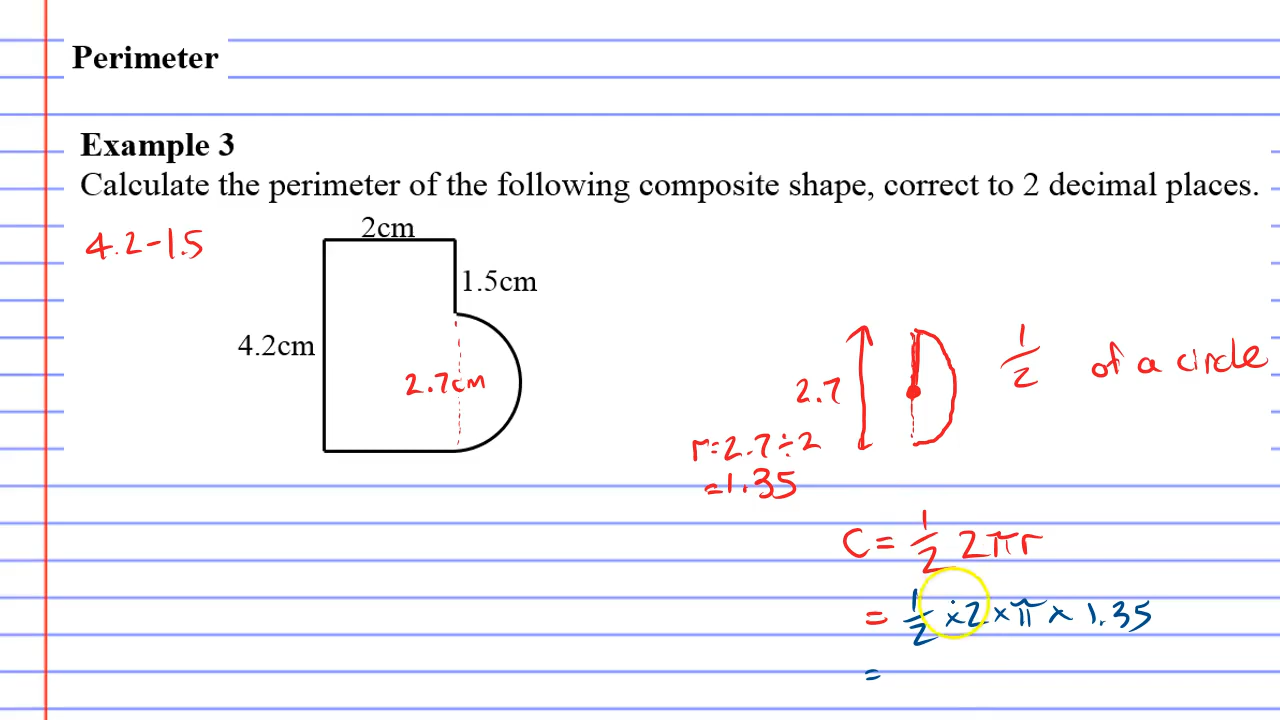 Perimeter
Example 3
Calculate the perimeter of the following composite shape, correct to 2 decimal places.
4.2-1.5
2cm
1.5cm
4.2cm
2.7cm
2.7
1/2 of a circle
r=2.7÷2
=1.35
C = 1/2 2πr
= 1/2 × 2 × π × 1.35
=